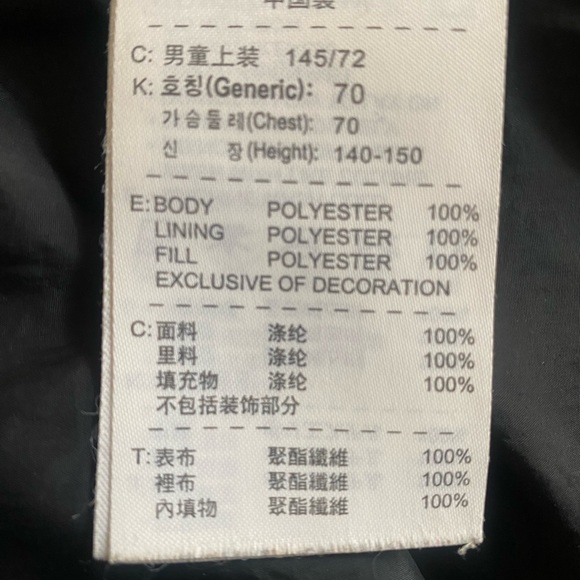 中国製
C: 男童上装 145/72
K: 호칭(Generic): 70
가슴둘레(Chest): 70
신 장(Height): 140-150
E: BODY POLYESTER 100%
LINING POLYESTER 100%
FILL POLYESTER 100%
EXCLUSIVE OF DECORATION
C: 面料 涤纶 100%
里料 涤纶 100%
填充物 涤纶 100%
不包括装饰部分
T: 表布 聚酯纖維 100%
裡布 聚酯纖維 100%
內填物 聚酯纖維 100%